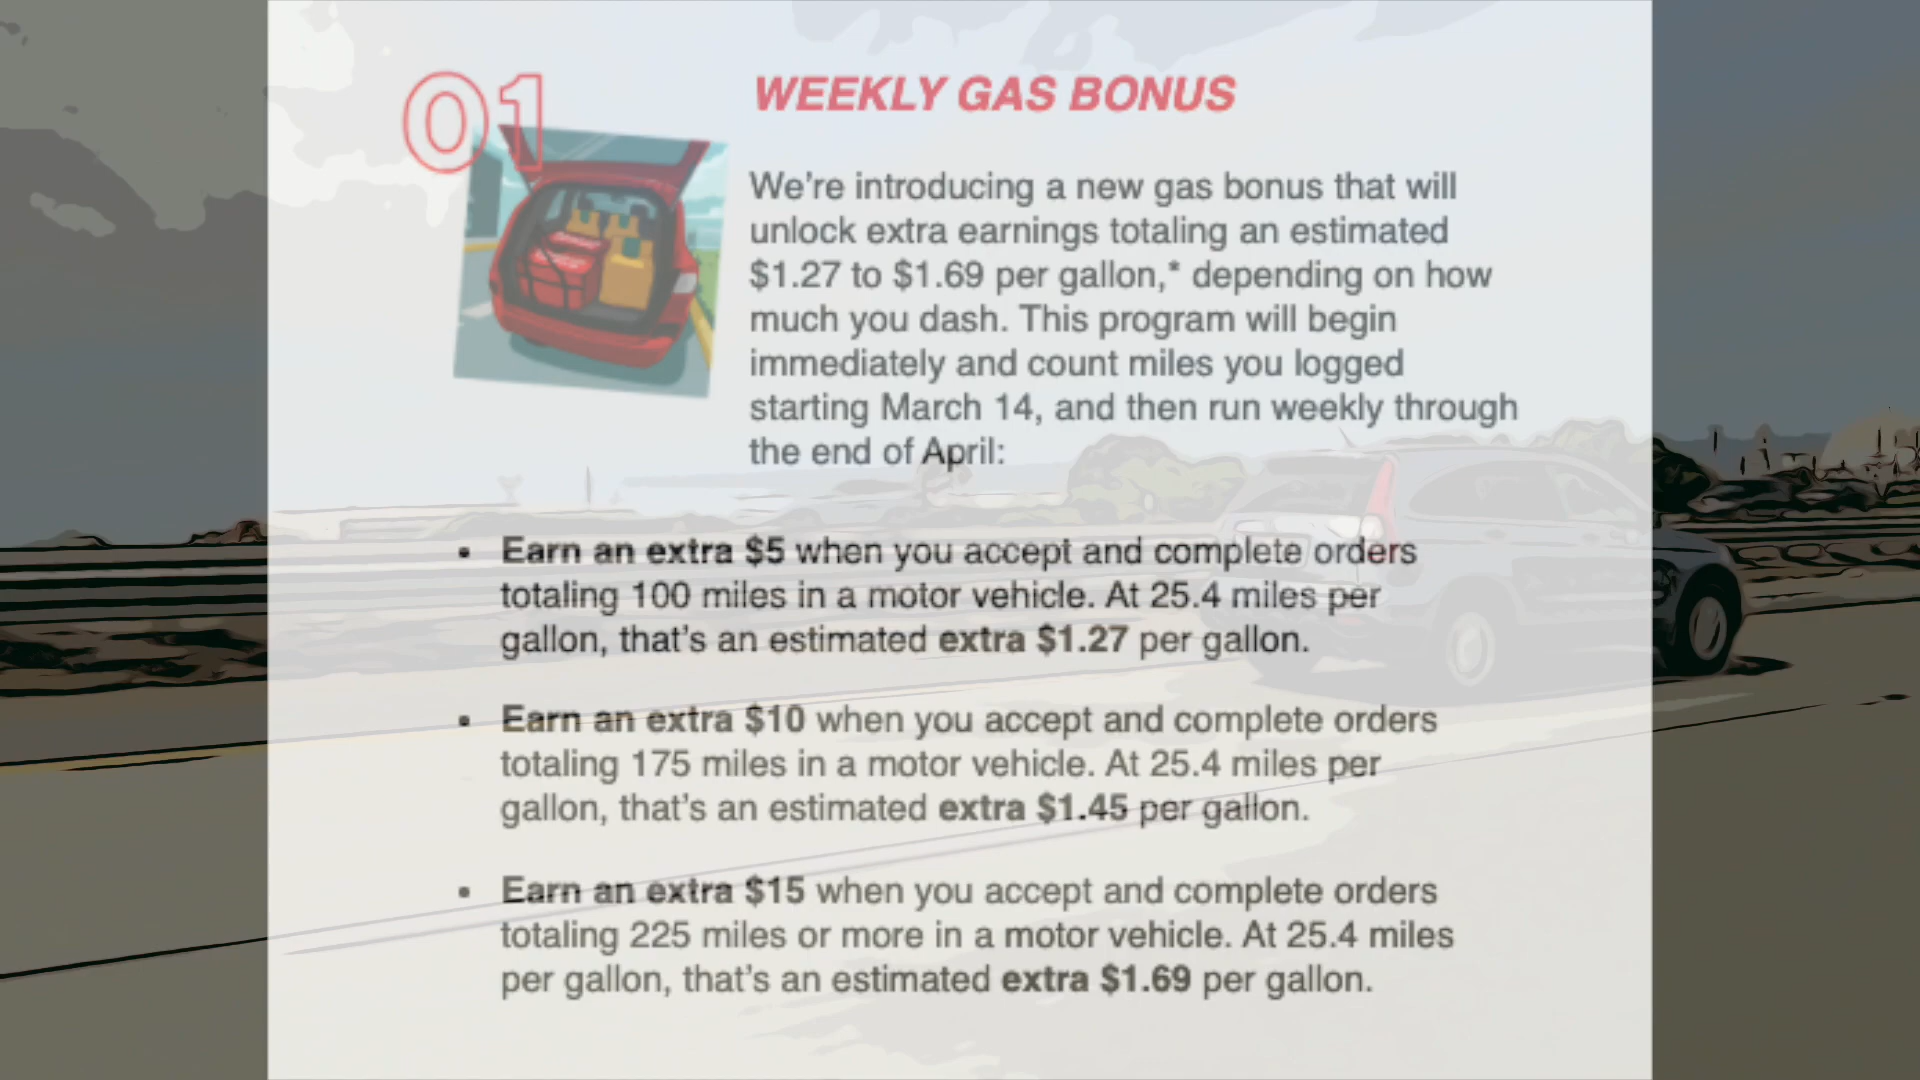 01
WEEKLY GAS BONUS
We're introducing a new gas bonus that will
unlock extra earnings totaling an estimated
$1.27 to $1.69 per gallon,* depending on how
much you dash. This program will begin
immediately and count miles you logged
starting March 14, and then run weekly through
the end of April:
• Earn an extra $5 when you accept and complete orders
totaling 100 miles in a motor vehicle. At 25.4 miles per
gallon, that's an estimated extra $1.27 per gallon.
• Earn an extra $10 when you accept and complete orders
totaling 175 miles in a motor vehicle. At 25.4 miles per
gallon, that's an estimated extra $1.45 per gallon.
• Earn an extra $15 when you accept and complete orders
totaling 225 miles or more in a motor vehicle. At 25.4 miles
per gallon, that's an estimated extra $1.69 per gallon.